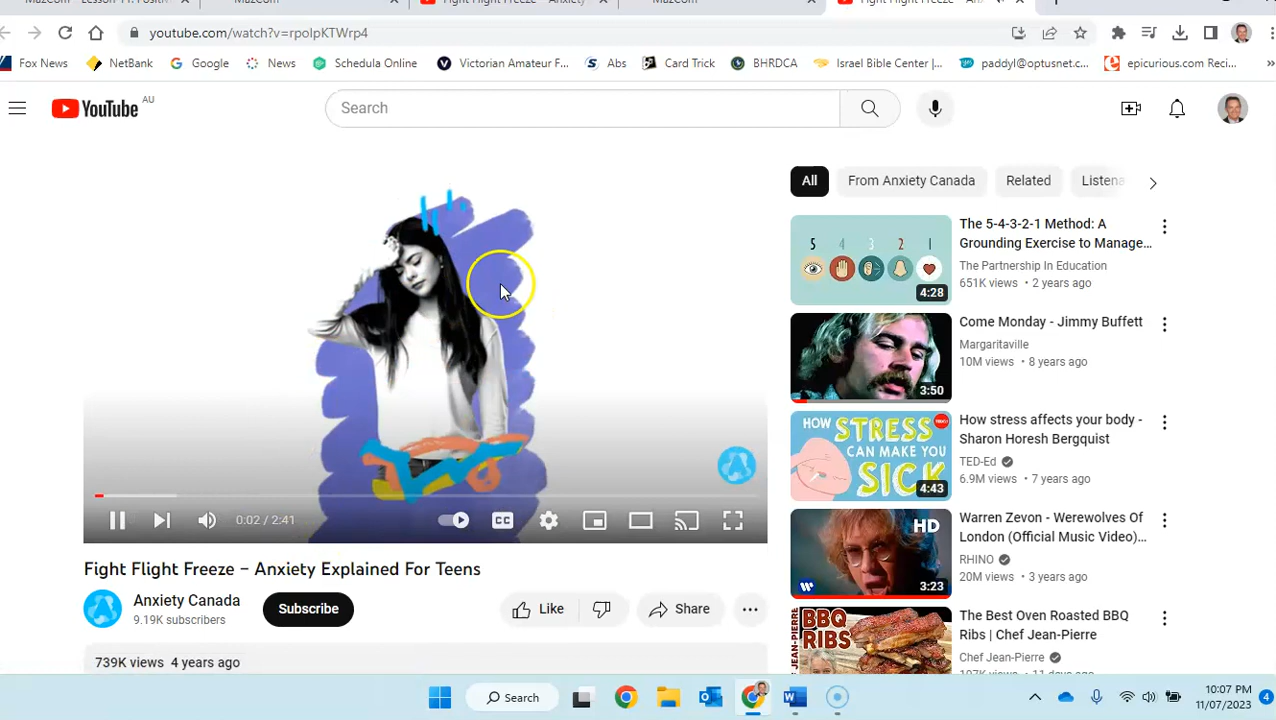 youtube.com/watch?v=rpolpKTWrp4
Fox News NetBank Google News Schedula Online Victorian Amateur F... Abs Card Trick BHRDCA Israel Bible Center |... paddyl@optusnet.c... epicurious.com Reci... »
YouTube AU
Search
All From Anxiety Canada Related Listena
5 4 3 2 1
4:28
The 5-4-3-2-1 Method: A
Grounding Exercise to Manage...
The Partnership In Education
651K views • 2 years ago
3:50
Come Monday - Jimmy Buffett
Margaritaville
10M views • 8 years ago
HOW STRESS
CAN MAKE YOU
SICK
4:43
How stress affects your body -
Sharon Horesh Bergquist
TED-Ed
6.9M views • 7 years ago
HD
3:23
Warren Zevon - Werewolves Of
London (Official Music Video)...
RHINO
20M views • 3 years ago
BBQ
RIBS
The Best Oven Roasted BBQ
Ribs | Chef Jean-Pierre
Chef Jean-Pierre
0:02 / 2:41
CC
Fight Flight Freeze – Anxiety Explained For Teens
Anxiety Canada
9.19K subscribers
Subscribe
Like
Share
739K views 4 years ago
Search
10:07 PM
11/07/2023
4